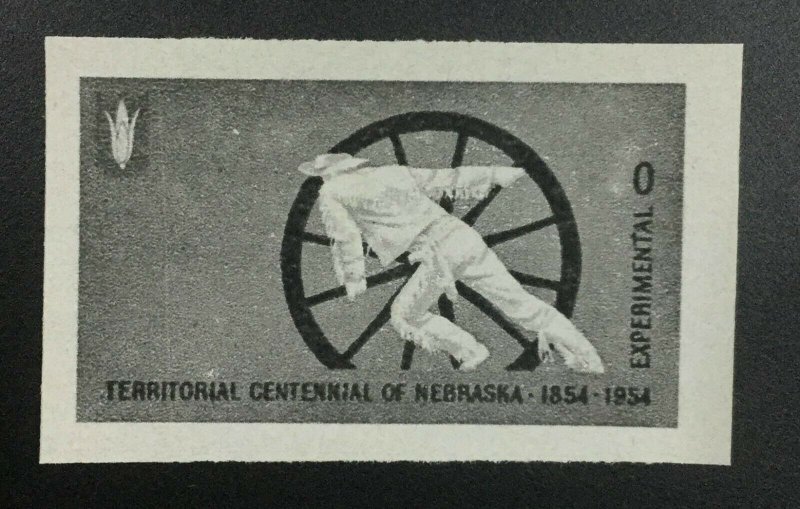 EXPERIMENTAL 0
TERRITORIAL CENTENNIAL OF NEBRASKA · 1854 · 1954